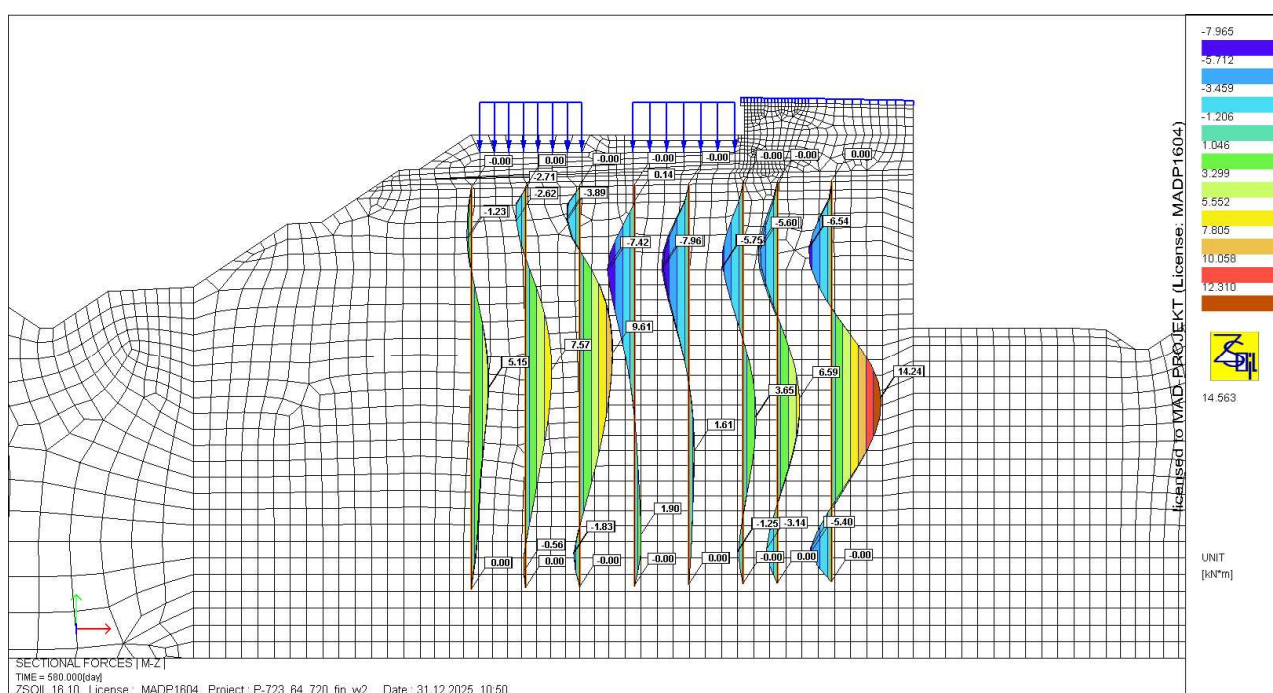 -7.965
-5.712
-3.459
-1.206
1.046
3.299
5.552
7.805
10.058
12.310
14.563
licensed to MAD-PROJEKT (License: MADP1604)
ZSoil
-0.00 0.00 -0.00 -0.00 -0.00 -0.00 -0.00 0.00
-2.71 0.14
-2.62 -3.89
-1.23 -5.60 -6.54
-7.42 -7.96 -5.75
9.61
5.15 7.57 6.59 14.24
3.65
1.61
1.90
-1.83 -1.25 -3.14 -5.40
-0.56
0.00 0.00 -0.00 -0.00 0.00 -0.00 0.00 -0.00
UNIT
[kN*m]
SECTIONAL FORCES | M-Z |
TIME = 580.000[day]
ZSOIL 16.10 License : MADP1604 Project : P-723_64_720_fin_w2 Date : 31.12.2025 10:50